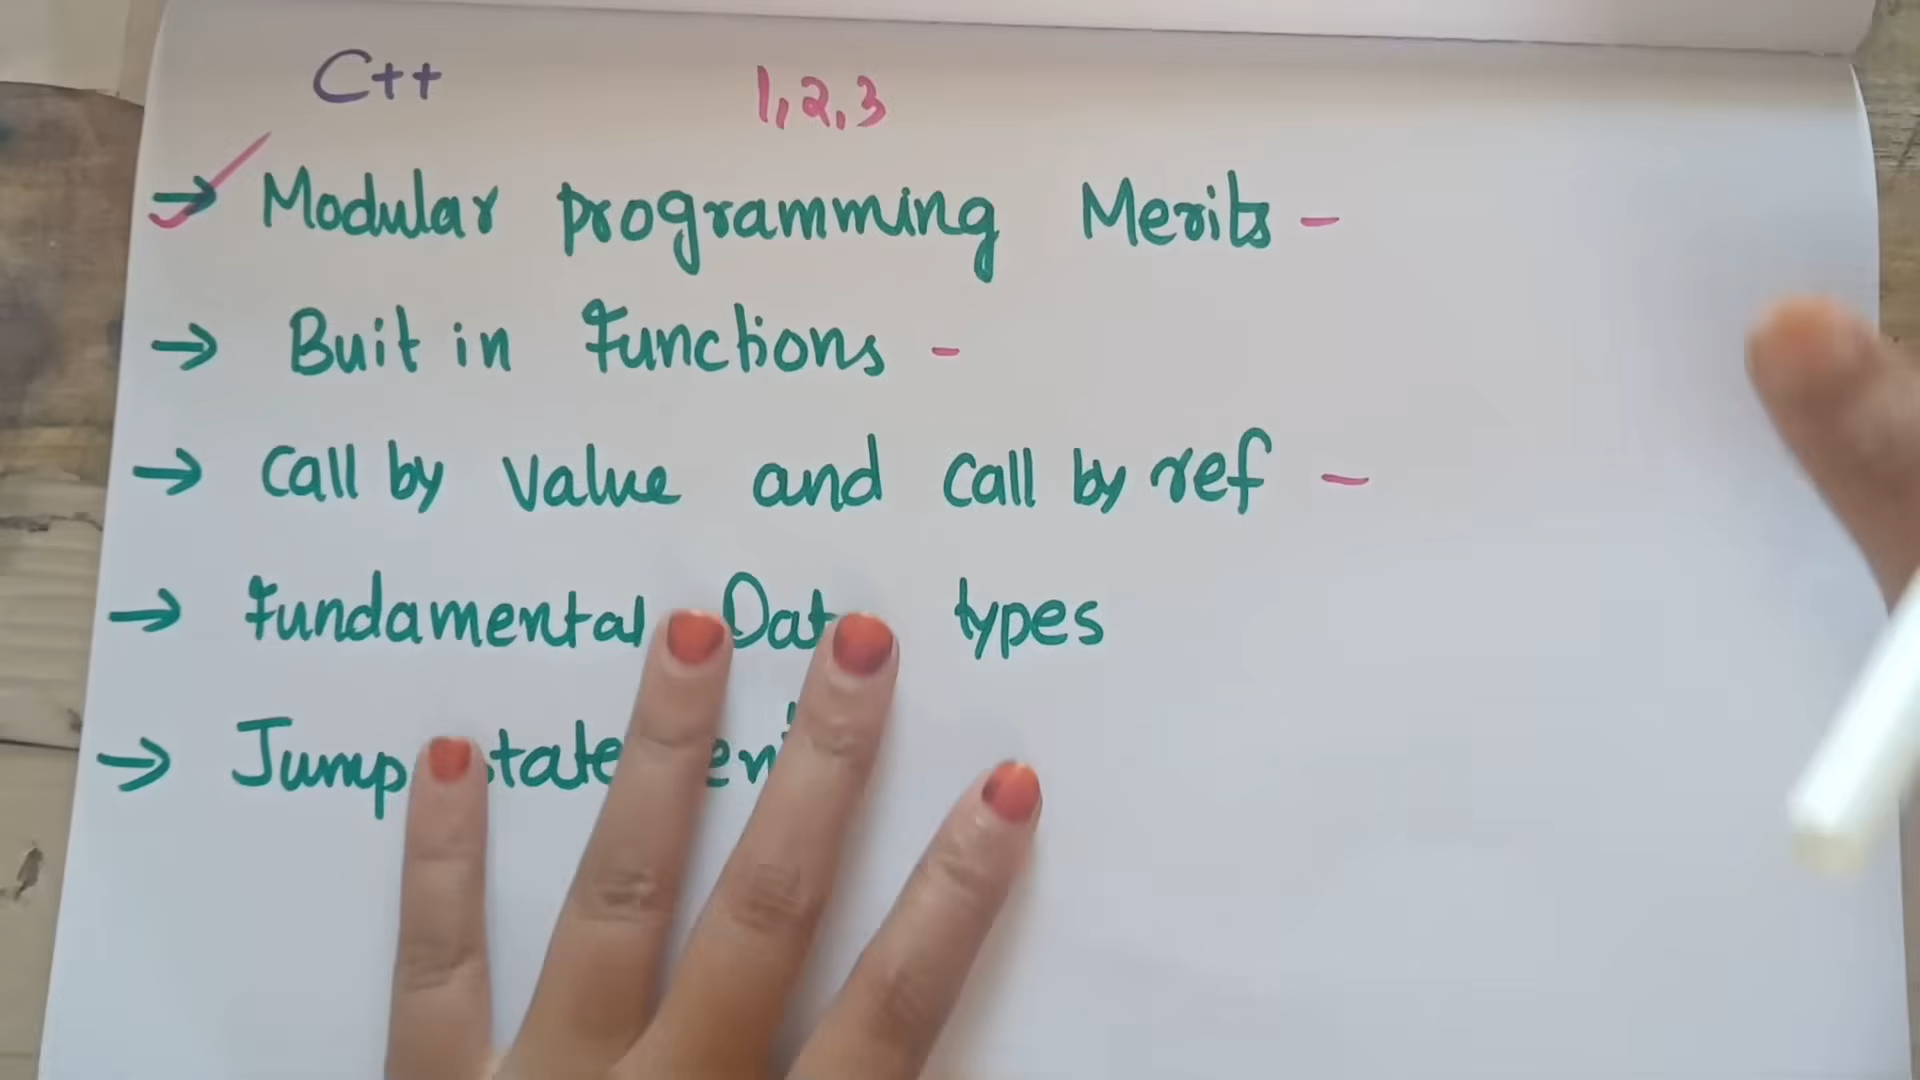 C++ 1,2,3
→ Modular programming Merits -
→ Buit in functions -
→ Call by value and call by ref -
→ Fundamental Data types
→ Jump